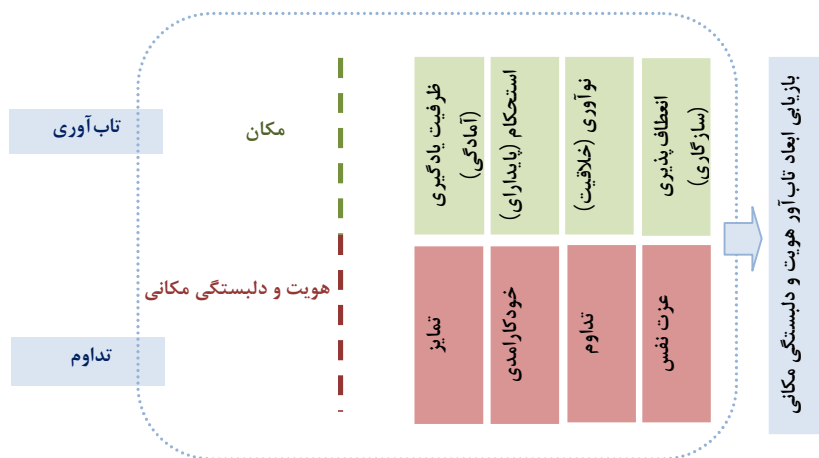 تاب‌آوری
تداوم
مکان
هویت و دلبستگی مکانی
ظرفیت یادگیری
(آمادگی)
استحکام (پایدارای)
نوآوری (خلاقیت)
انعطاف پذیری
(سازگاری)
تمایز
خودکارامدی
تداوم
عزت نفس
بازیابی ابعاد تاب‌آور هویت و دلبستگی مکانی